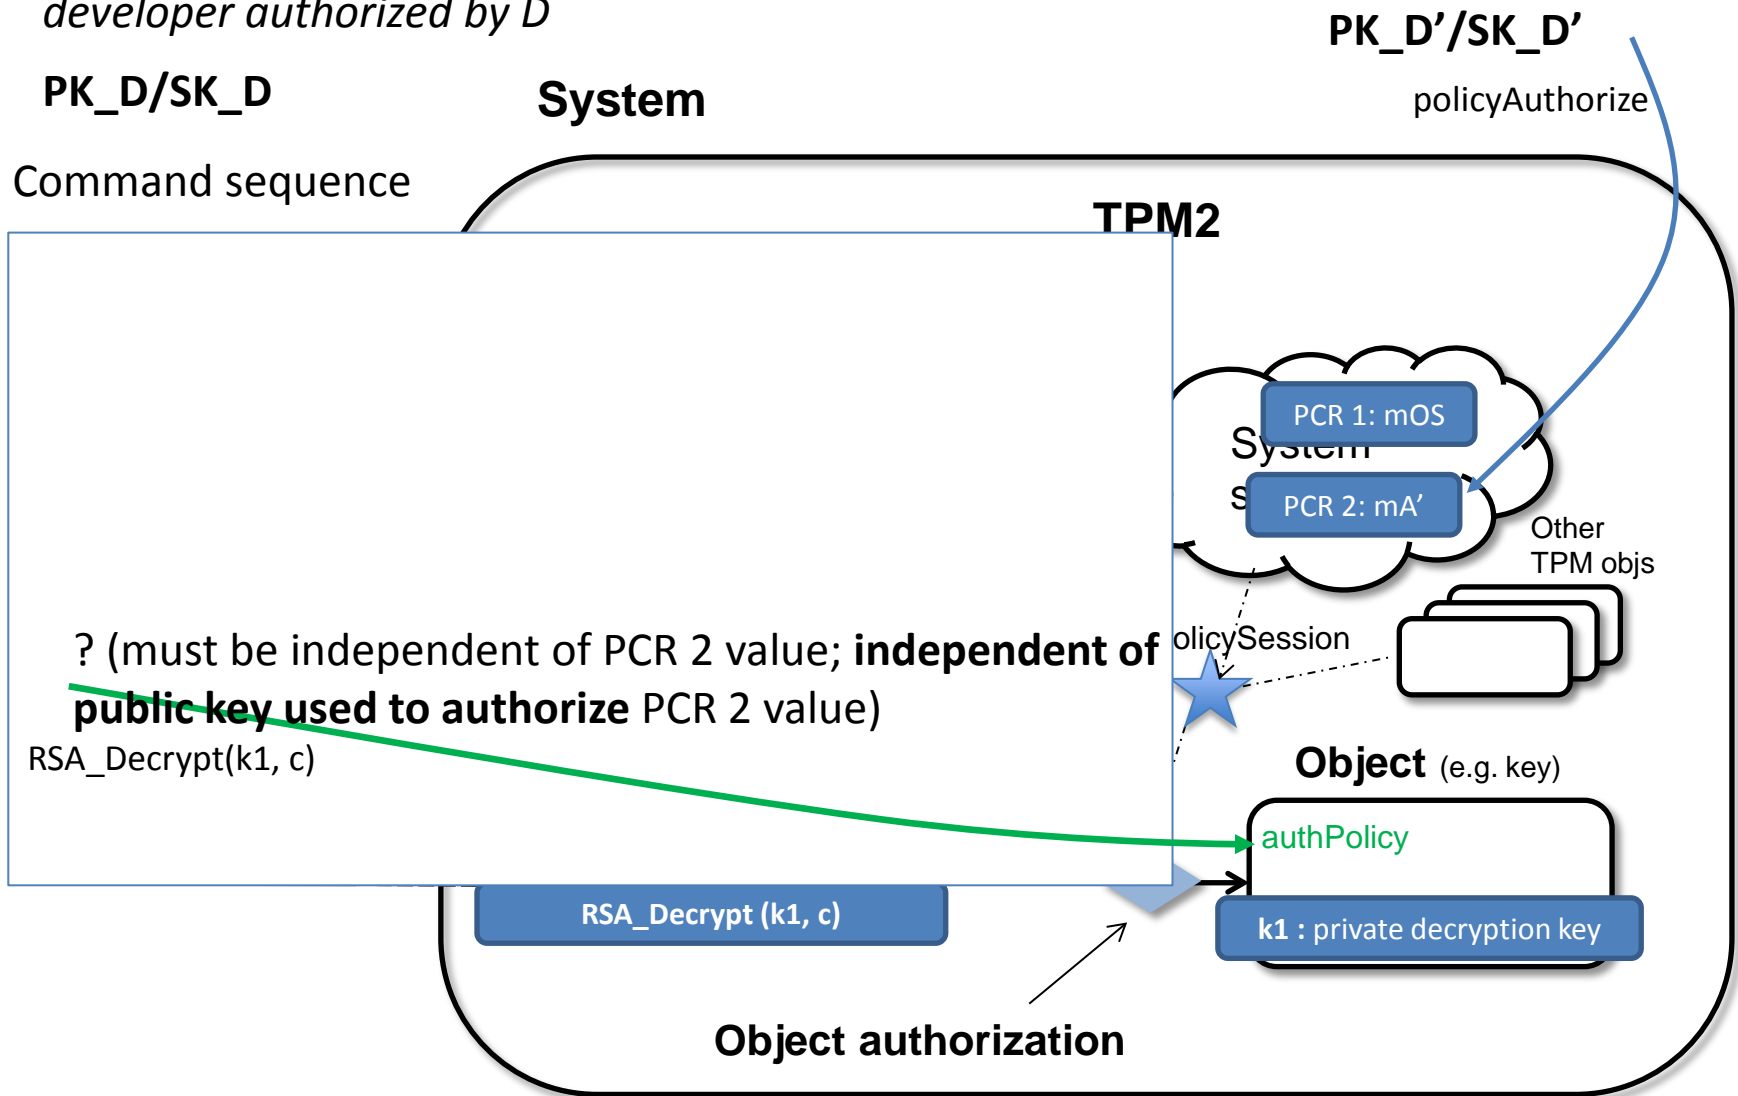 developer authorized by D
PK_D’/SK_D’
PK_D/SK_D
System
policyAuthorize
Command sequence
TPM2
PCR 1: mOS
System
s
PCR 2: mA’
Other
TPM objs
? (must be independent of PCR 2 value; independent of
olicySession
public key used to authorize PCR 2 value)
RSA_Decrypt(k1, c)
Object (e.g. key)
authPolicy
RSA_Decrypt (k1, c)
k1 : private decryption key
Object authorization